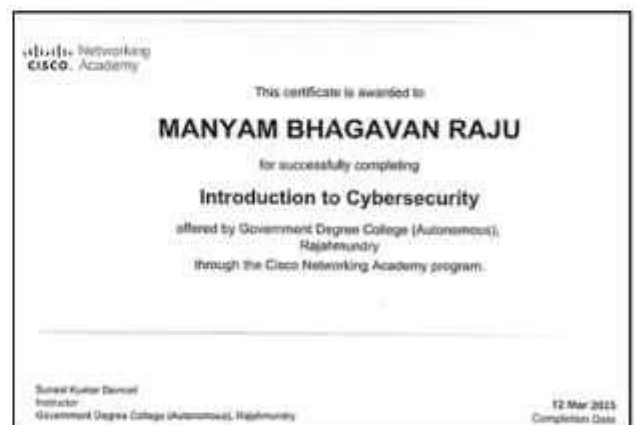 Networking
CISCO. Academy
This certificate is awarded to
MANYAM BHAGAVAN RAJU
for successfully completing
Introduction to Cybersecurity
offered by Government Degree College (Autonomous),
Rajahmundry
through the Cisco Networking Academy program.
Kumar
Instructor
Government Degree College (Autonomous), Rajahmundry
12 Mar 2025
Completion Date